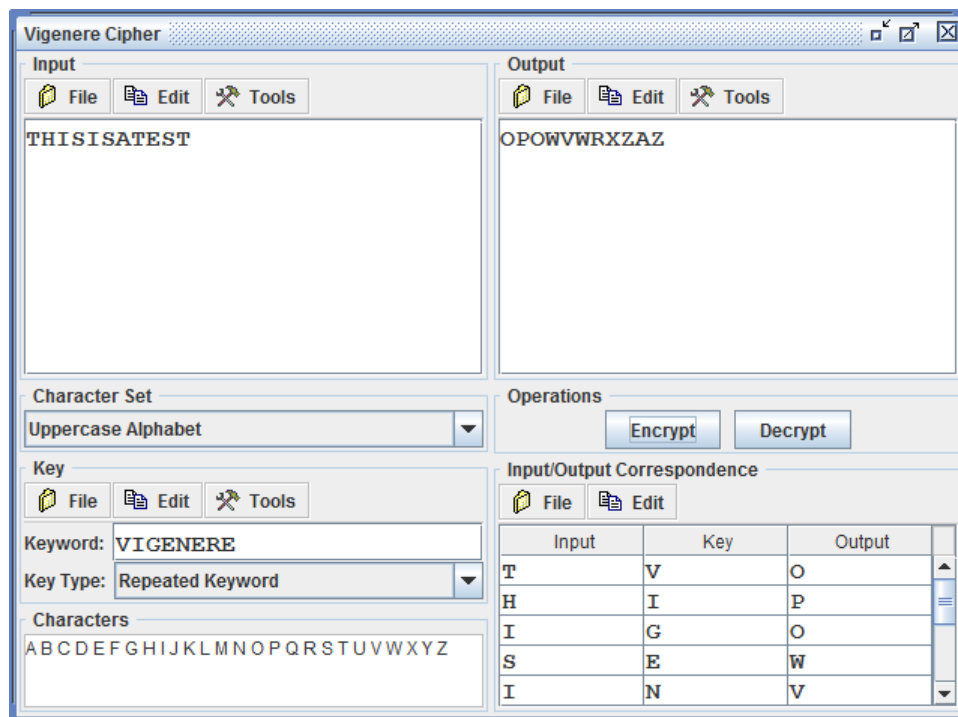 Vigenere Cipher
Input
File Edit Tools
THISISATEST
Output
File Edit Tools
OPOWVWRXZAZ
Character Set
Uppercase Alphabet
Operations
Encrypt Decrypt
Key
File Edit Tools
Keyword: VIGENERE
Key Type: Repeated Keyword
Characters
ABCDEFGHIJKLMNOPQRSTUVWXYZ
Input/Output Correspondence
File Edit
Input Key Output
T V O
H I P
I G O
S E W
I N V